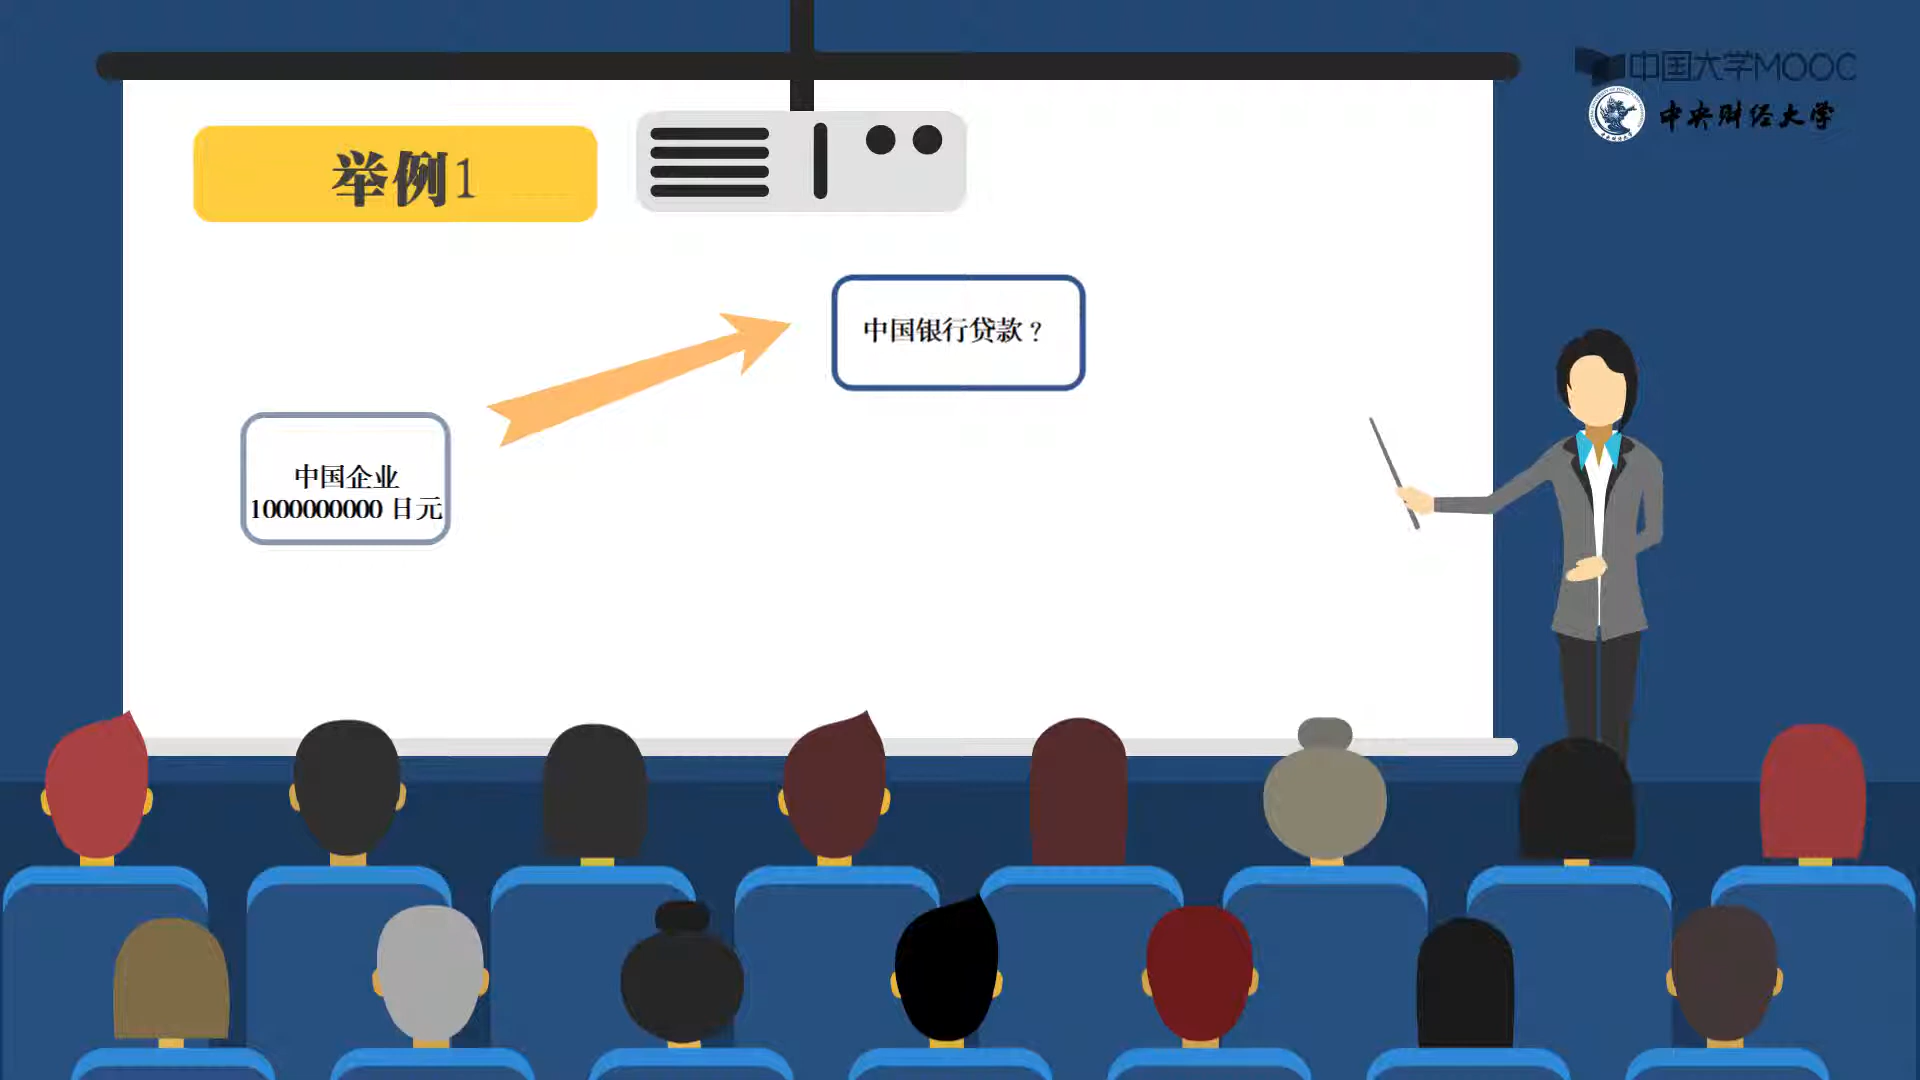 中国大学MOOC
中央财经大学
举例1
中国银行贷款？
中国企业
1000000000 日元